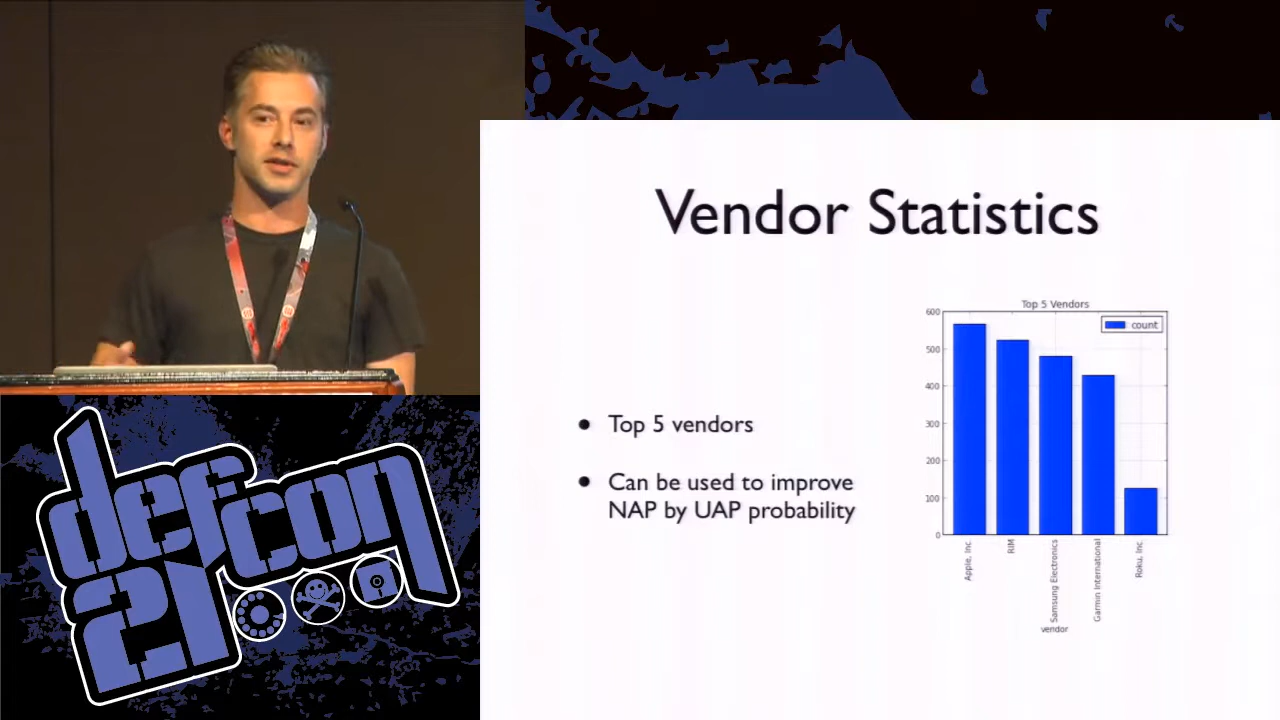 Vendor Statistics
Top 5 vendors
Can be used to improve
NAP by UAP probability
Top 5 Vendors
count
600
500
400
300
200
100
0
Apple, Inc
RIM
Samsung Electronics
Garmin International
Roku, Inc
vendor
defcon
21